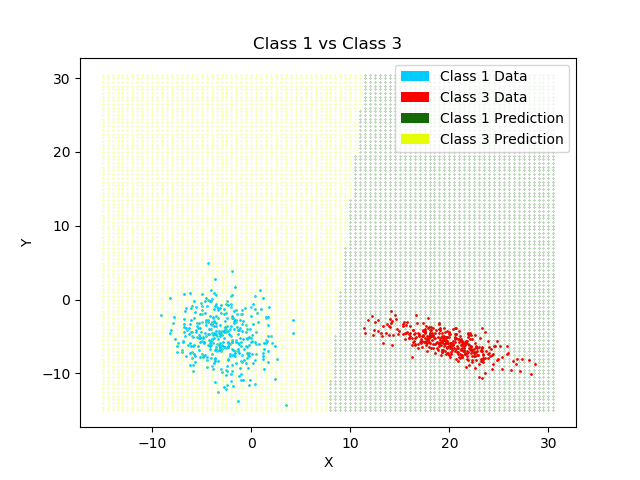 Class 1 vs Class 3
Class 1 Data
Class 3 Data
Class 1 Prediction
Class 3 Prediction
30
20
10
0
−10
Y
−10
0
10
20
30
X